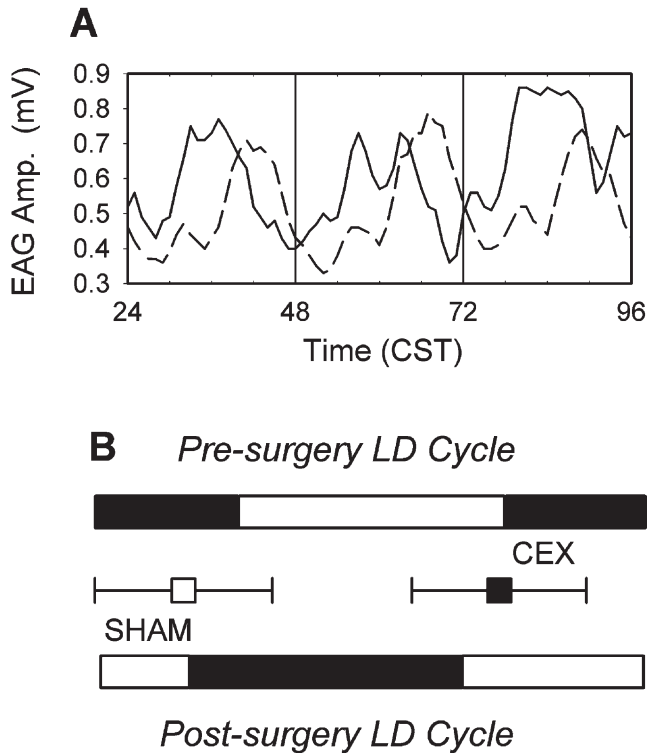 A
EAG Amp. (mV)
0.9
0.8
0.7
0.6
0.5
0.4
0.3
24 48 72 96
Time (CST)
B
Pre-surgery LD Cycle
CEX
SHAM
Post-surgery LD Cycle